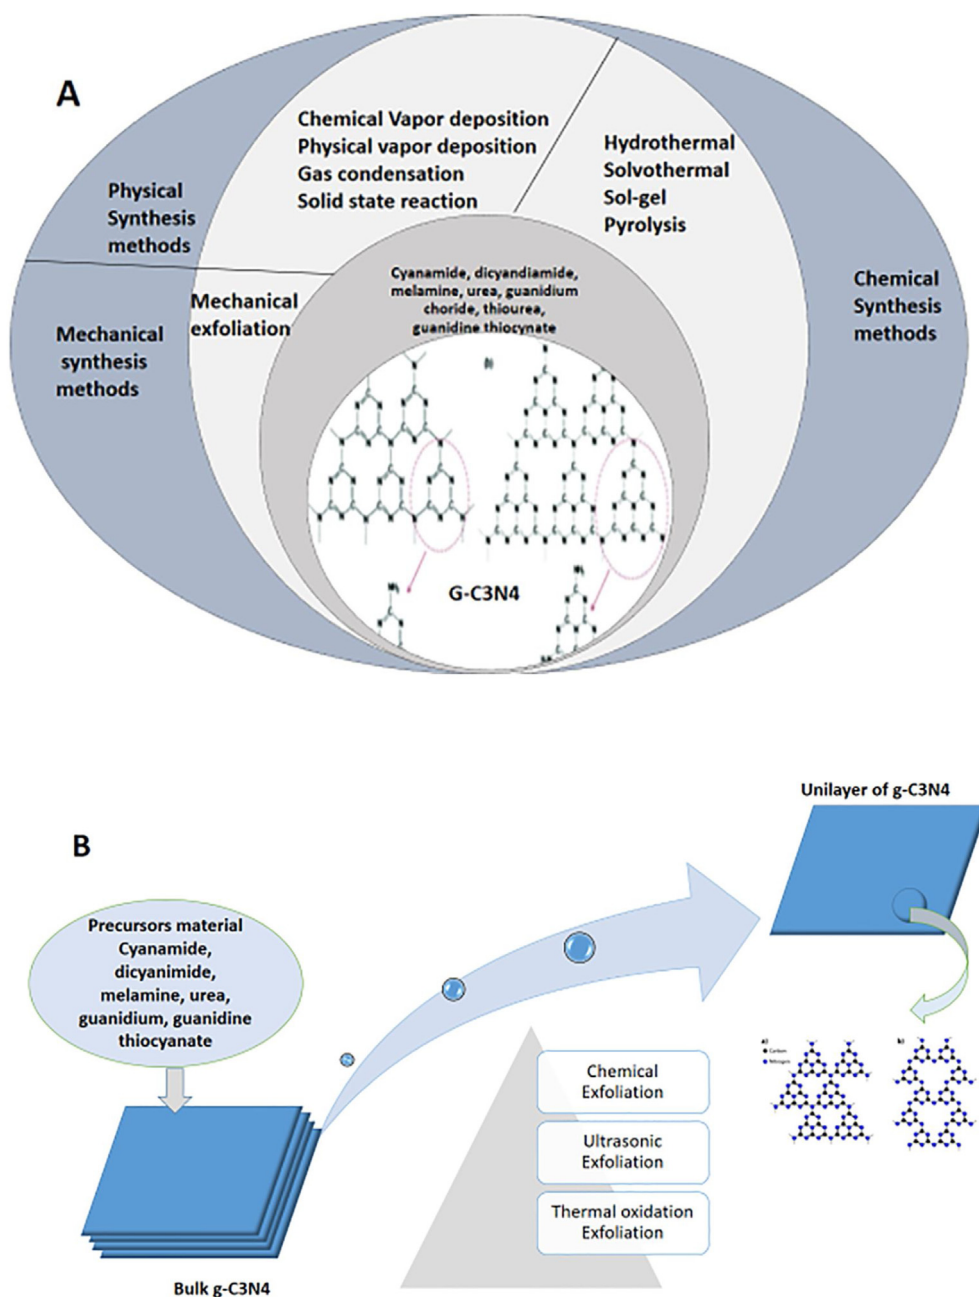 A
Chemical Vapor deposition
Physical vapor deposition
Gas condensation
Solid state reaction
Hydrothermal
Solvothermal
Sol-gel
Pyrolysis
Physical
Synthesis
methods
Mechanical
exfoliation
Mechanical
synthesis
methods
Cyanamide, dicyandiamide,
melamine, urea, guanidium
choride, thiourea,
guanidine thiocynate
Chemical
Synthesis
methods
G-C3N4
B
Unilayer of g-C3N4
Precursors material
Cyanamide,
dicyanimide,
melamine, urea,
guanidium, guanidine
thiocyanate
Chemical
Exfoliation
Ultrasonic
Exfoliation
Thermal oxidation
Exfoliation
a)
Carbon
Nitrogen
b)
Bulk g-C3N4